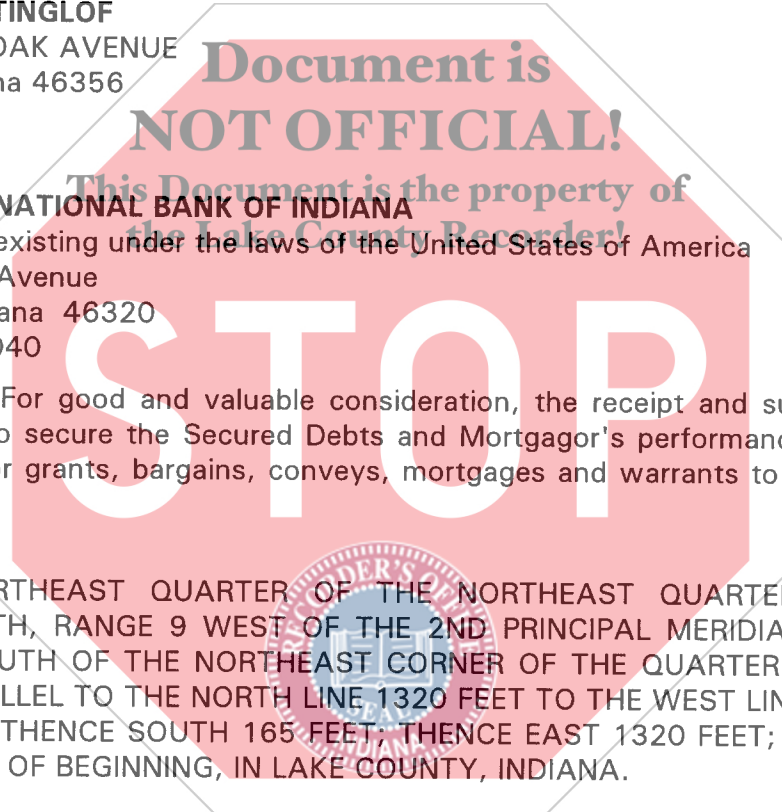 TINGLOF
OAK AVENUE
na 46356
Document is
NOT OFFICIAL!
This Document is the property of
the Lake County Recorder!
NATIONAL BANK OF INDIANA
existing under the laws of the United States of America
Avenue
ana 46320
040
STOP
For good and valuable consideration, the receipt and su
o secure the Secured Debts and Mortgagor's performanc
or grants, bargains, conveys, mortgages and warrants to
RTHEAST QUARTER OF THE NORTHEAST QUARTE
TH, RANGE 9 WEST OF THE 2ND PRINCIPAL MERIDIA
UTH OF THE NORTHEAST CORNER OF THE QUARTER
LLEL TO THE NORTH LINE 1320 FEET TO THE WEST LIN
THENCE SOUTH 165 FEET; THENCE EAST 1320 FEET;
OF BEGINNING, IN LAKE COUNTY, INDIANA.
RECORDER'S OFFICE
SEAL
INDIANA